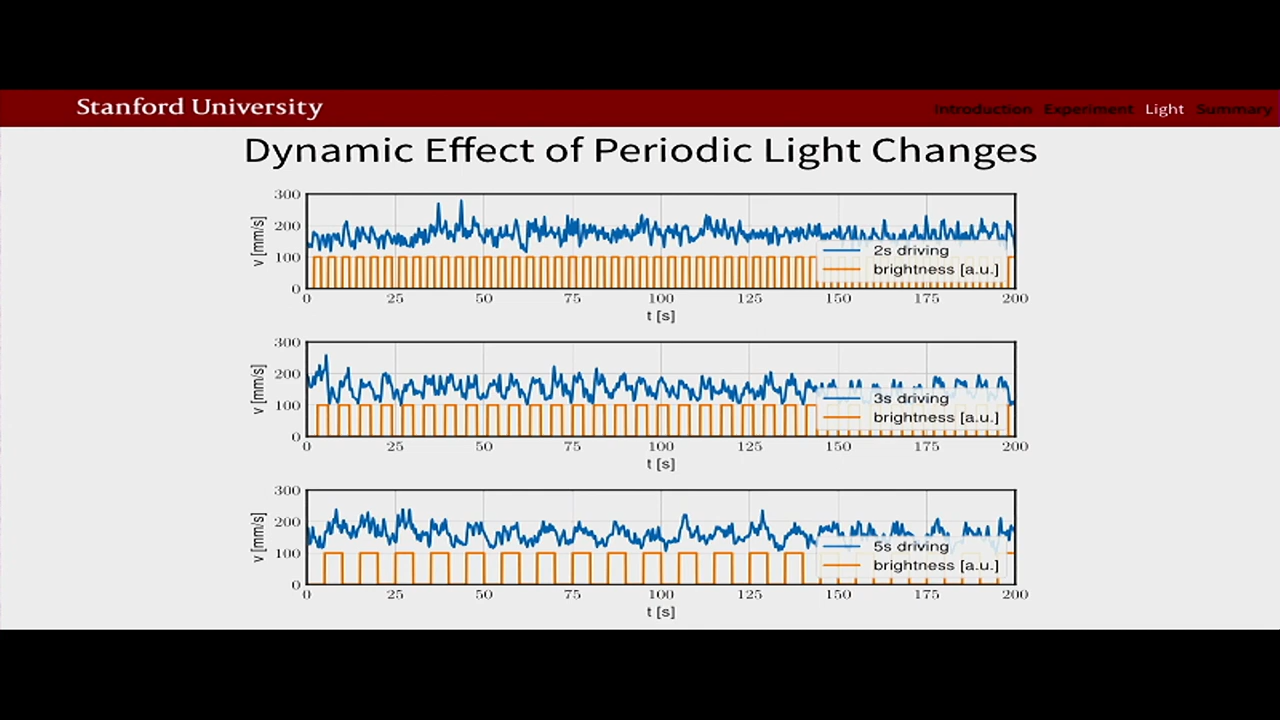 Stanford University
Introduction Experiment Light Summary
Dynamic Effect of Periodic Light Changes
300
200
100
0
v [mm/s]
2s driving
brightness [a.u.]
0 25 50 75 100 125 150 175 200
t [s]
300
200
100
0
v [mm/s]
3s driving
brightness [a.u.]
0 25 50 75 100 125 150 175 200
t [s]
300
200
100
0
v [mm/s]
5s driving
brightness [a.u.]
0 25 50 75 100 125 150 175 200
t [s]